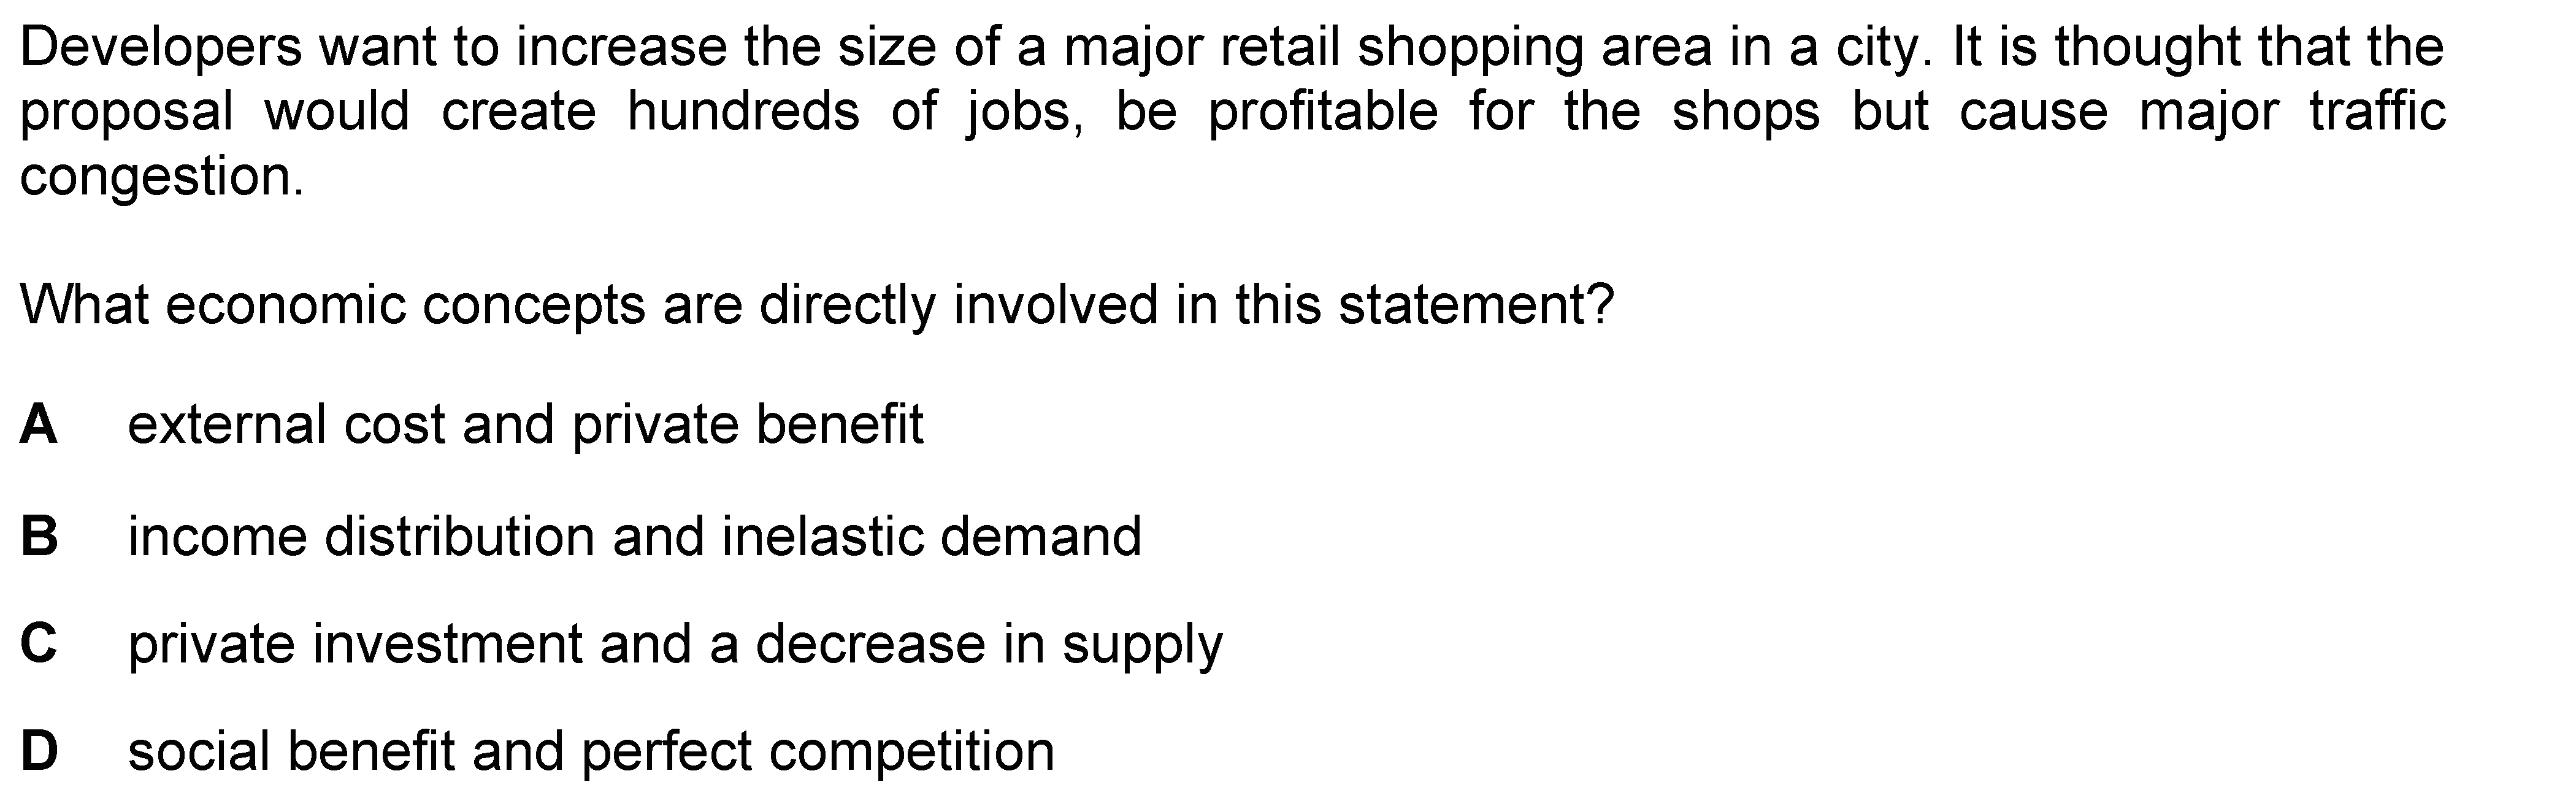 Developers want to increase the size of a major retail shopping area in a city. It is thought that the
proposal would create hundreds of jobs, be profitable for the shops but cause major traffic
congestion.
What economic concepts are directly involved in this statement?
A external cost and private benefit
B income distribution and inelastic demand
C private investment and a decrease in supply
D social benefit and perfect competition